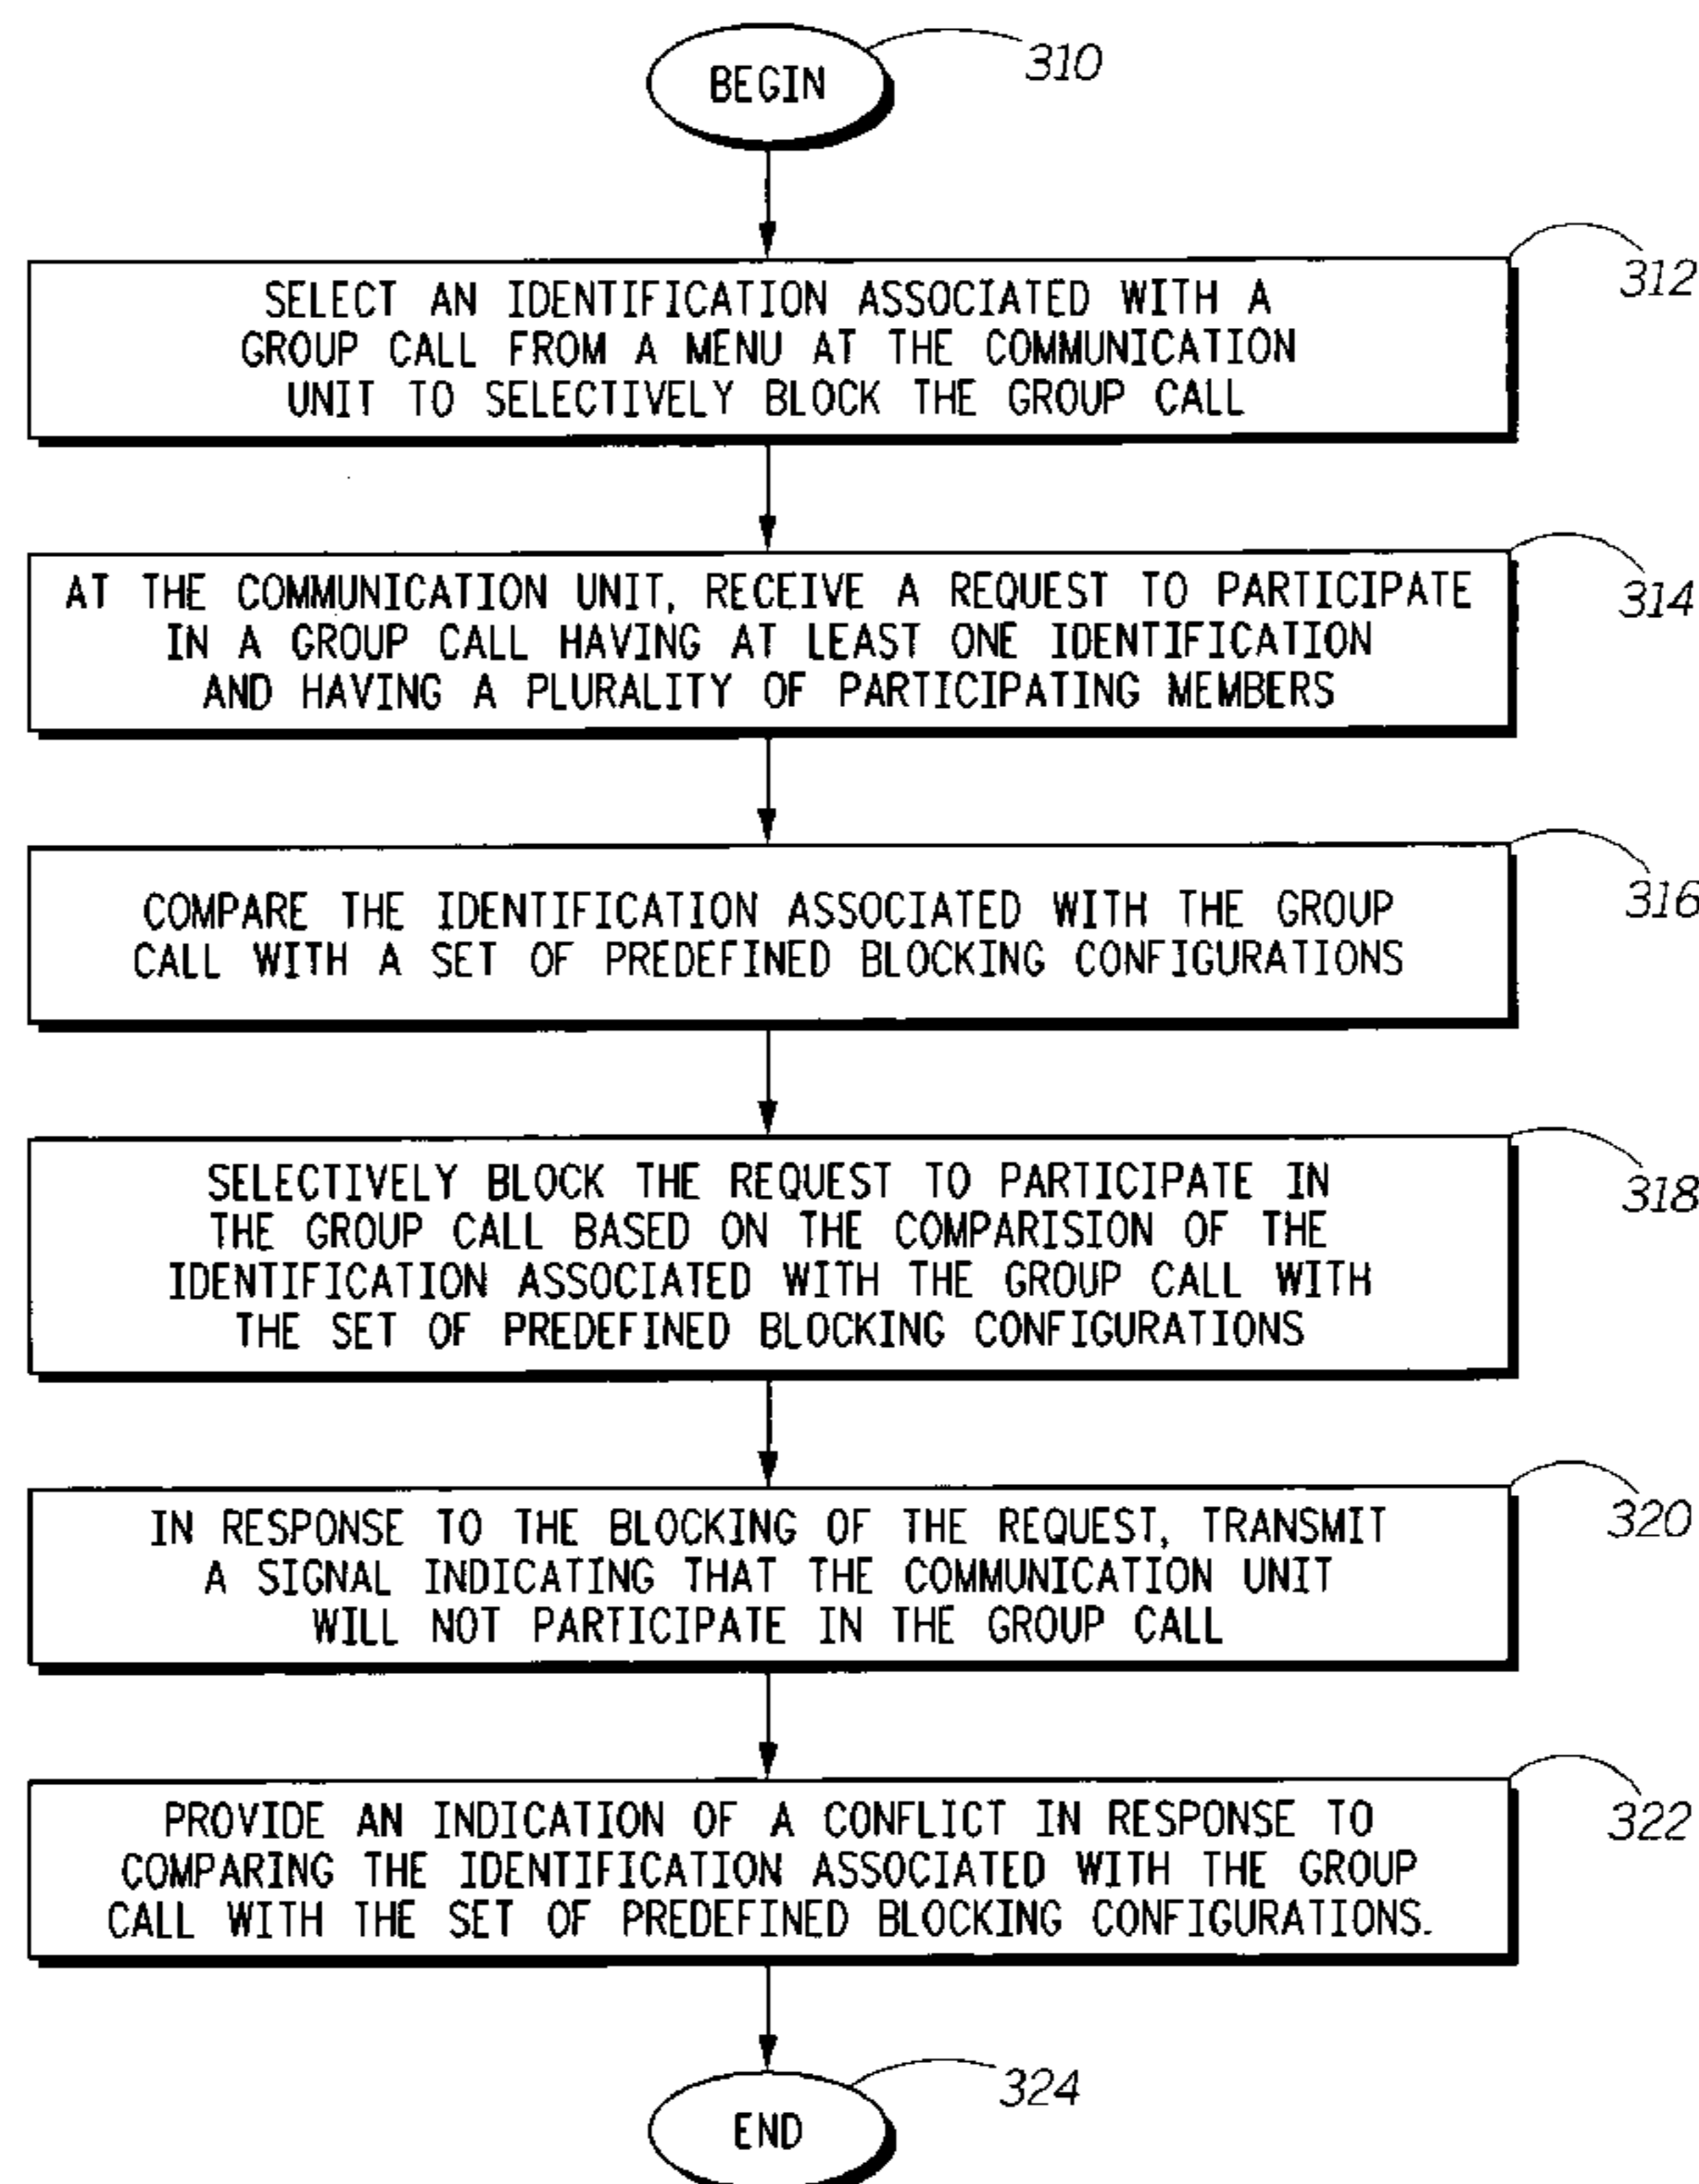 BEGIN
310
312
SELECT AN IDENTIFICATION ASSOCIATED WITH A
GROUP CALL FROM A MENU AT THE COMMUNICATION
UNIT TO SELECTIVELY BLOCK THE GROUP CALL
314
AT THE COMMUNICATION UNIT, RECEIVE A REQUEST TO PARTICIPATE
IN A GROUP CALL HAVING AT LEAST ONE IDENTIFICATION
AND HAVING A PLURALITY OF PARTICIPATING MEMBERS
316
COMPARE THE IDENTIFICATION ASSOCIATED WITH THE GROUP
CALL WITH A SET OF PREDEFINED BLOCKING CONFIGURATIONS
318
SELECTIVELY BLOCK THE REQUEST TO PARTICIPATE IN
THE GROUP CALL BASED ON THE COMPARISION OF THE
IDENTIFICATION ASSOCIATED WITH THE GROUP CALL WITH
THE SET OF PREDEFINED BLOCKING CONFIGURATIONS
320
IN RESPONSE TO THE BLOCKING OF THE REQUEST, TRANSMIT
A SIGNAL INDICATING THAT THE COMMUNICATION UNIT
WILL NOT PARTICIPATE IN THE GROUP CALL
322
PROVIDE AN INDICATION OF A CONFLICT IN RESPONSE TO
COMPARING THE IDENTIFICATION ASSOCIATED WITH THE GROUP
CALL WITH THE SET OF PREDEFINED BLOCKING CONFIGURATIONS.
324
END